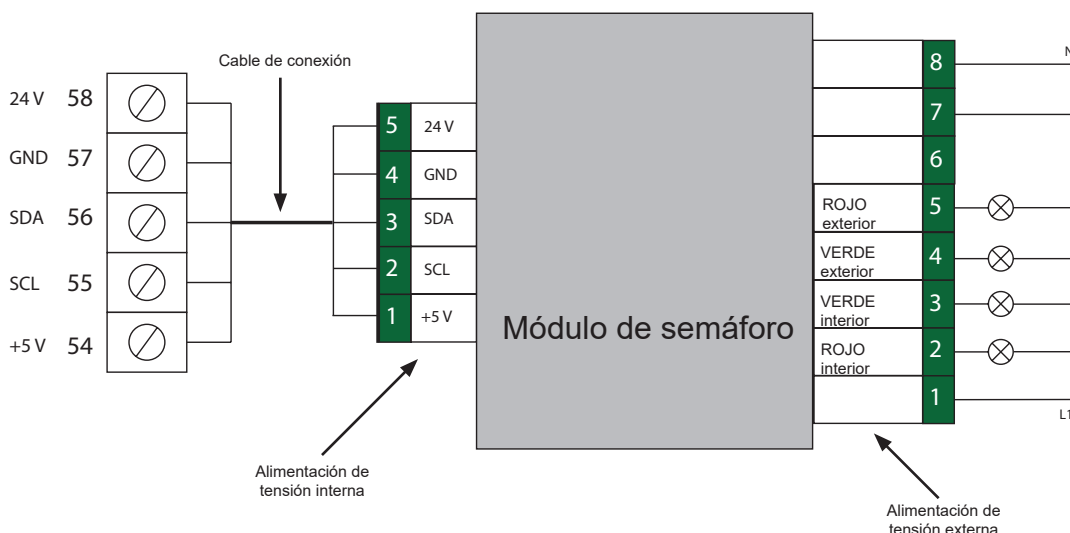 Cable de conexión
24 V 58
GND 57
SDA 56
SCL 55
+5 V 54
5 24 V
4 GND
3 SDA
2 SCL
1 +5 V
Alimentación de
tensión interna
Módulo de semáforo
8 N
7
6
ROJO
exterior 5
VERDE
exterior 4
VERDE
interior 3
ROJO
interior 2
1 L1
Alimentación de
tensión externa